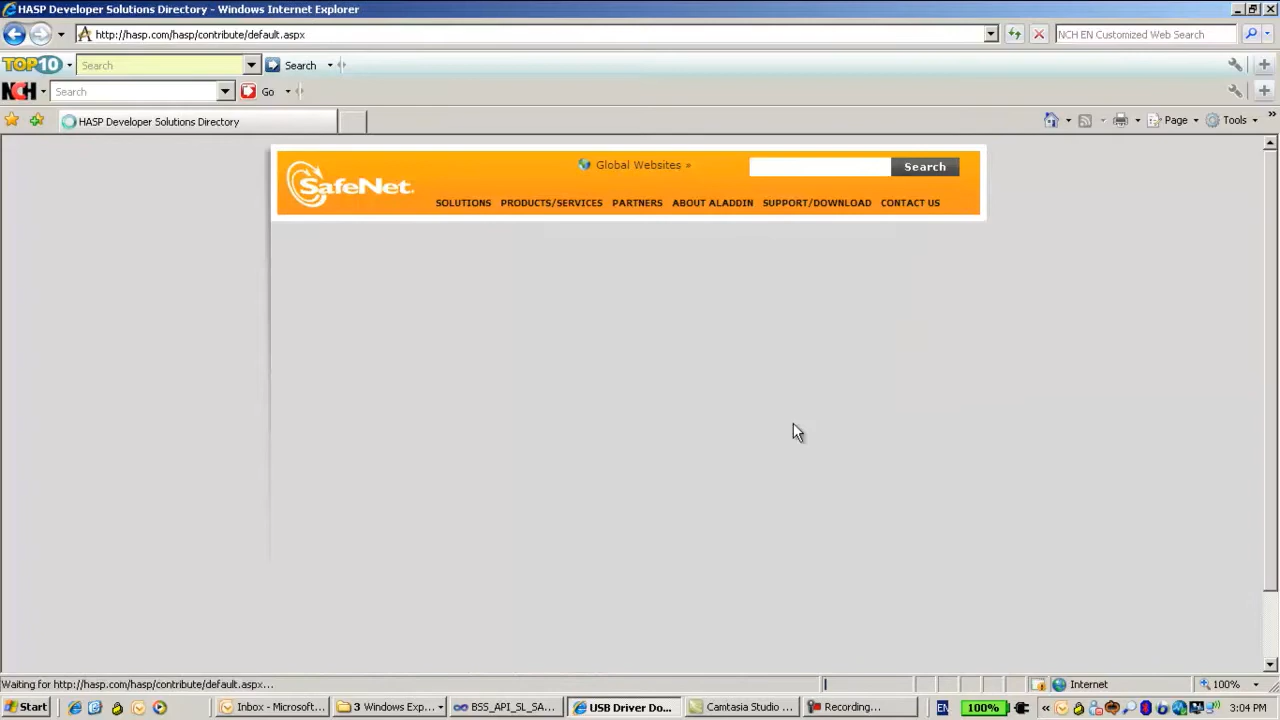 HASP Developer Solutions Directory - Windows Internet Explorer
http://hasp.com/hasp/contribute/default.aspx
NCH EN Customized Web Search
TOP10
Search
Search
NCH
Search
Go
HASP Developer Solutions Directory
Page
Tools
SafeNet.
Global Websites »
Search
SOLUTIONS PRODUCTS/SERVICES PARTNERS ABOUT ALADDIN SUPPORT/DOWNLOAD CONTACT US
Waiting for http://hasp.com/hasp/contribute/default.aspx...
Internet
100%
Start
Inbox - Microsoft...
3 Windows Exp...
BSS_API_SL_SA...
USB Driver Do...
Camtasia Studio ...
Recording...
EN
100%
3:04 PM